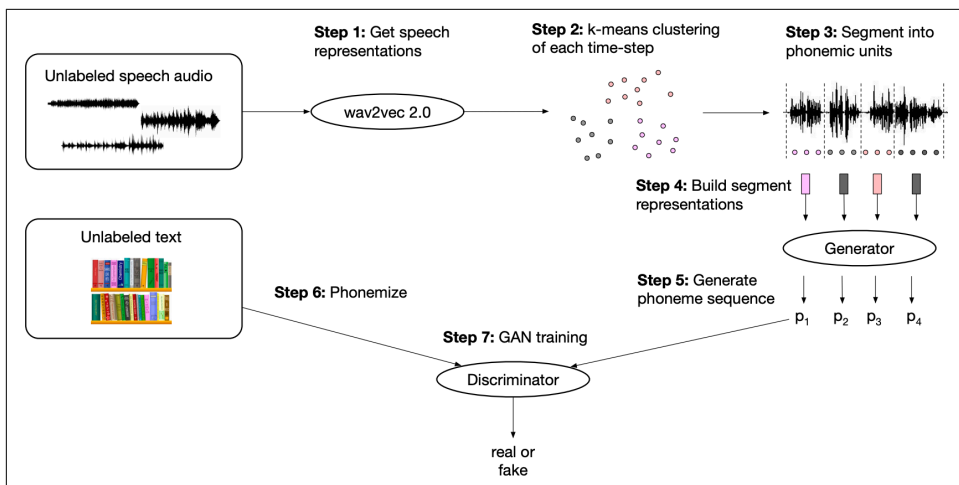 Step 1: Get speech
representations
Step 2: k-means clustering
of each time-step
Step 3: Segment into
phonemic units
Unlabeled speech audio
wav2vec 2.0
Step 4: Build segment
representations
Unlabeled text
Generator
Step 5: Generate
phoneme sequence
Step 6: Phonemize
p1 p2 p3 p4
Step 7: GAN training
Discriminator
real or
fake